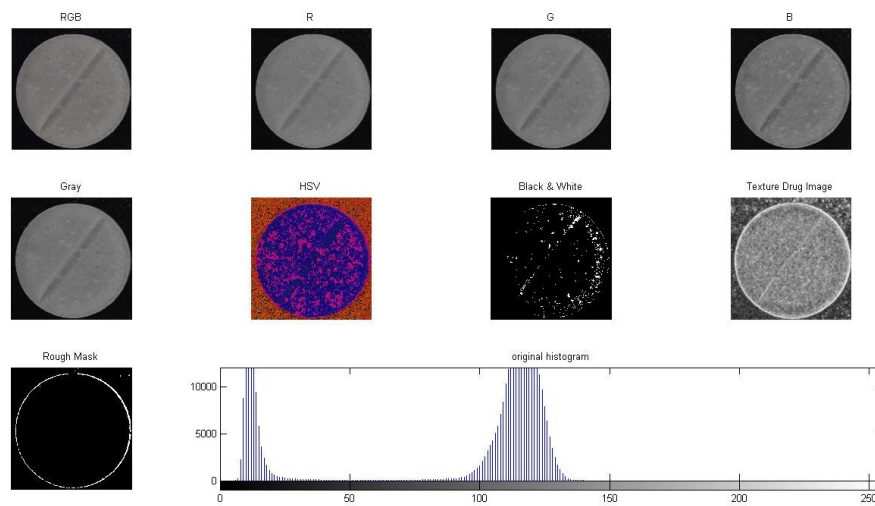 RGB
R
G
B
Gray
HSV
Black & White
Texture Drug Image
Rough Mask
original histogram
10000
5000
0
0
50
100
150
200
250